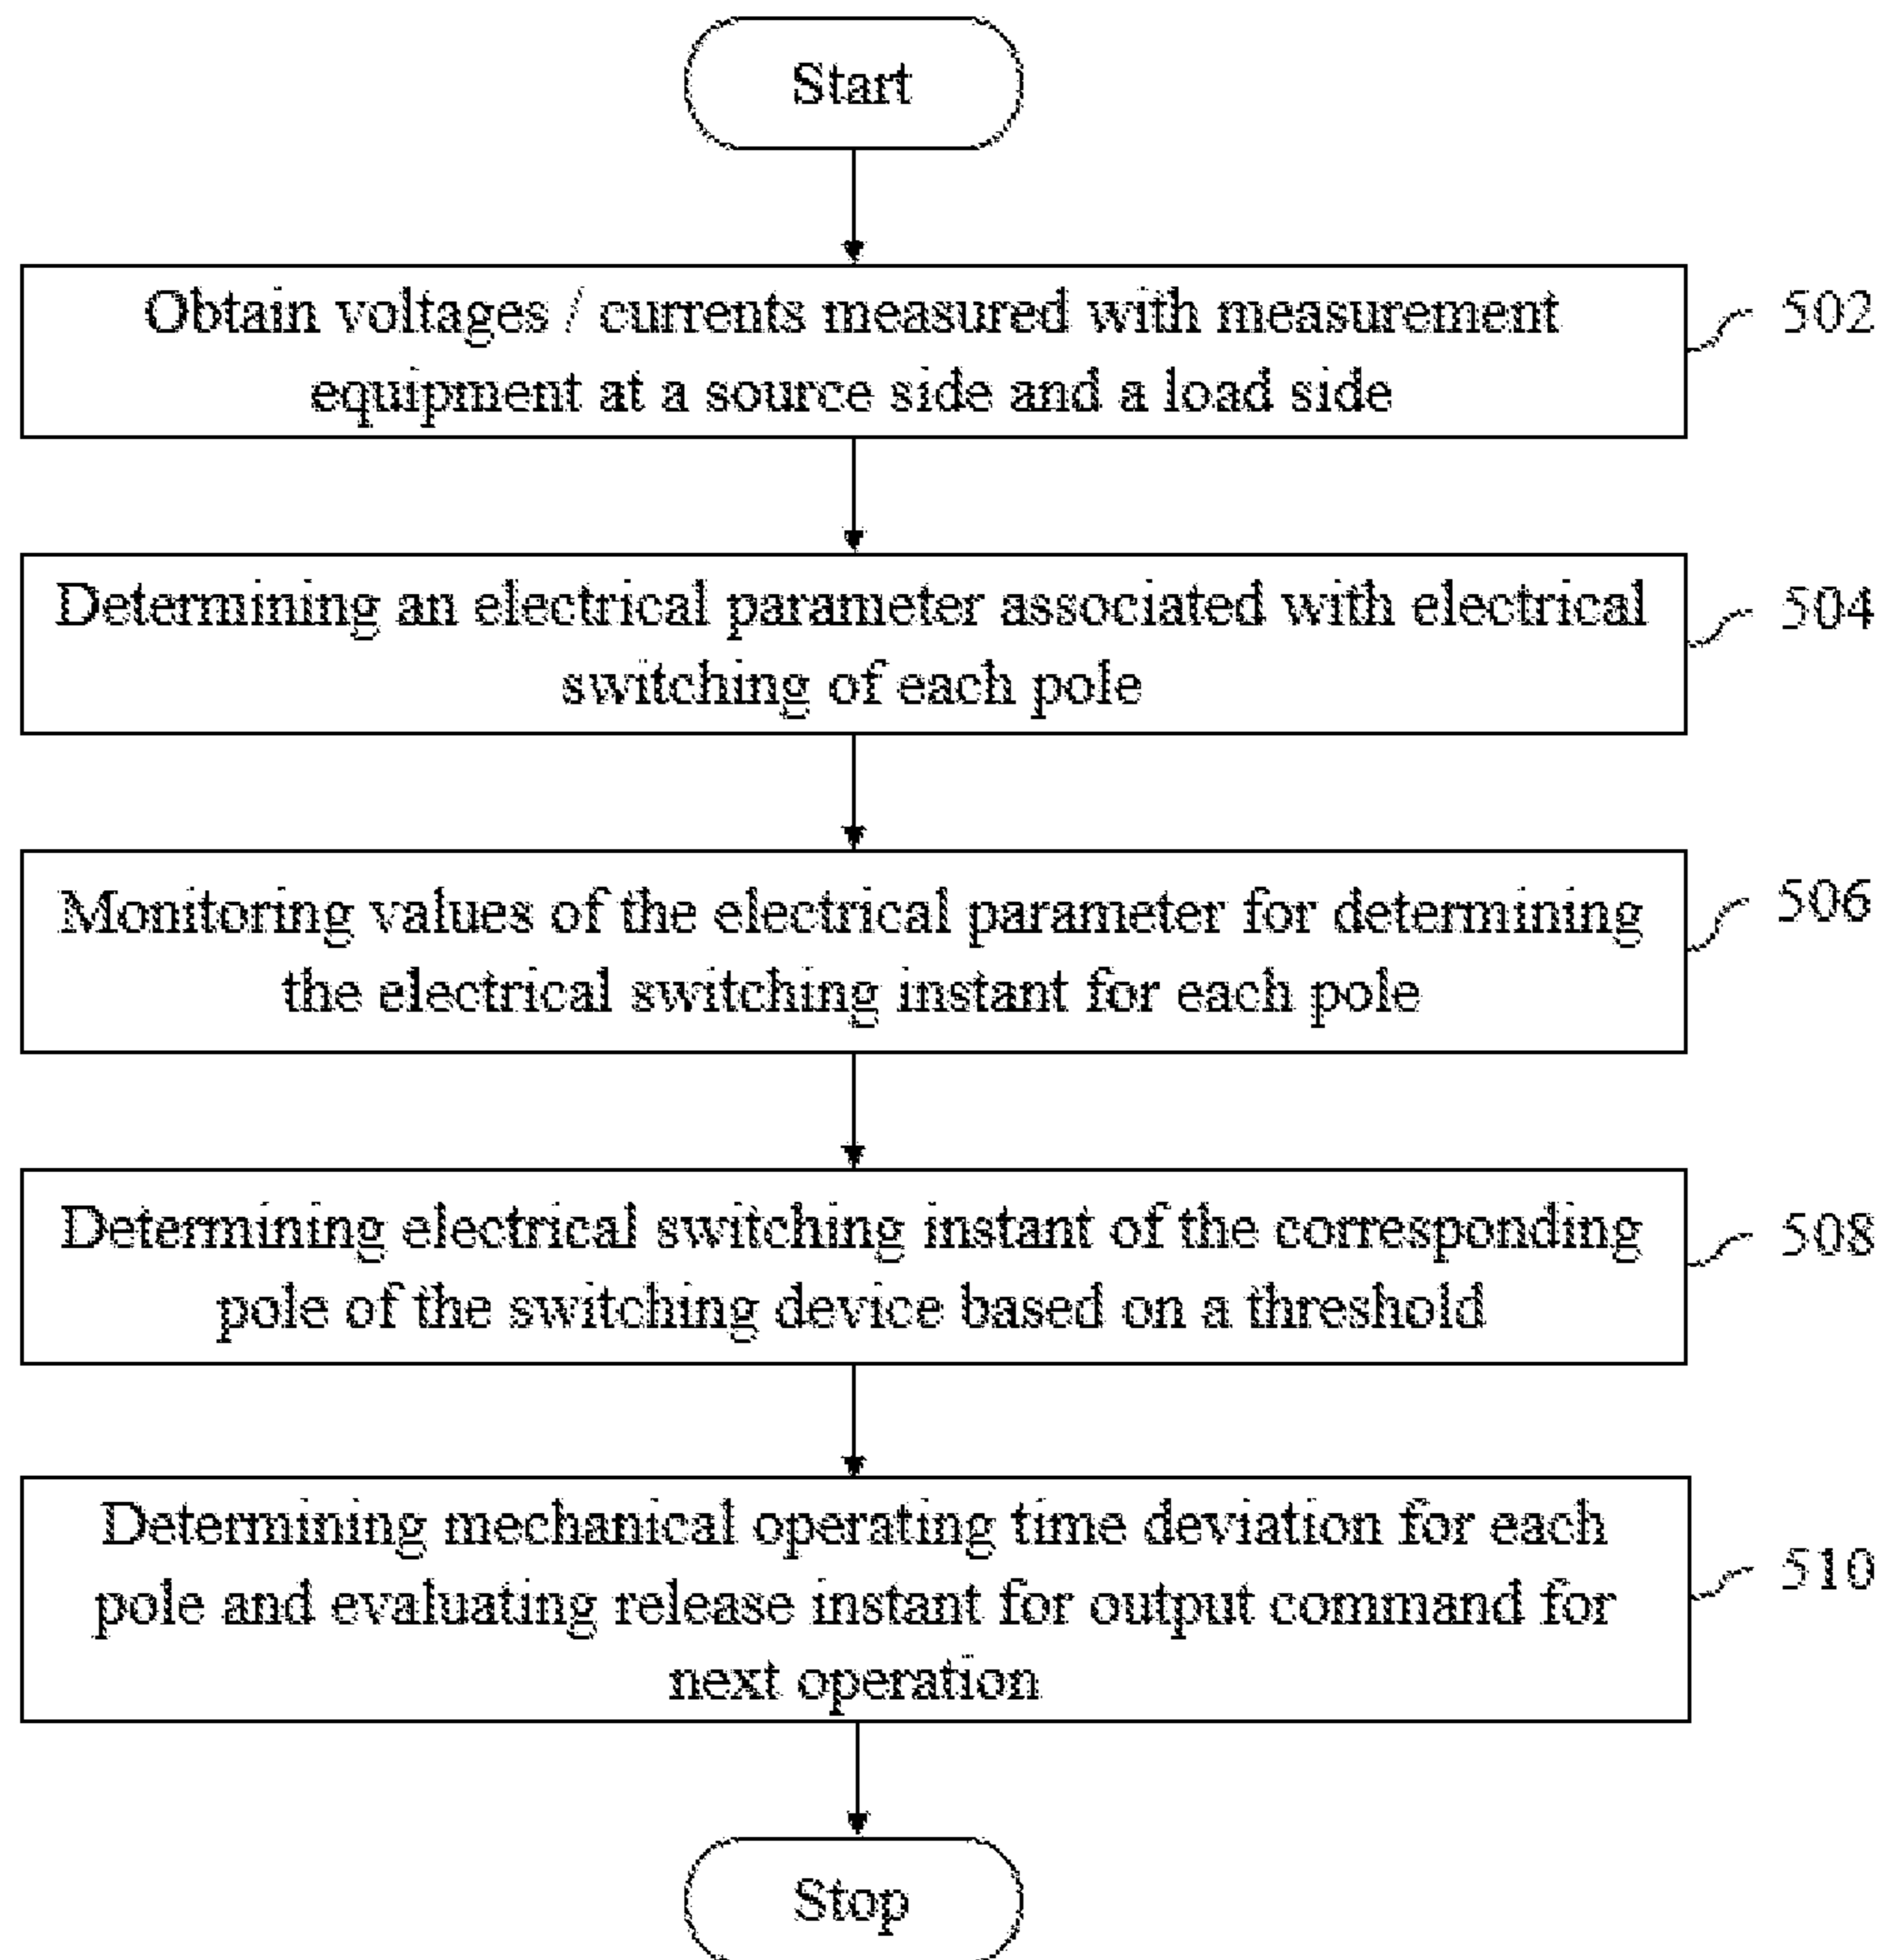 Start
Obtain voltages / currents measured with measurement
equipment at a source side and a load side
502
Determining an electrical parameter associated with electrical
switching of each pole
504
Monitoring values of the electrical parameter for determining
the electrical switching instant for each pole
506
Determining electrical switching instant of the corresponding
pole of the switching device based on a threshold
508
Determining mechanical operating time deviation for each
pole and evaluating release instant for output command for
next operation
510
Stop